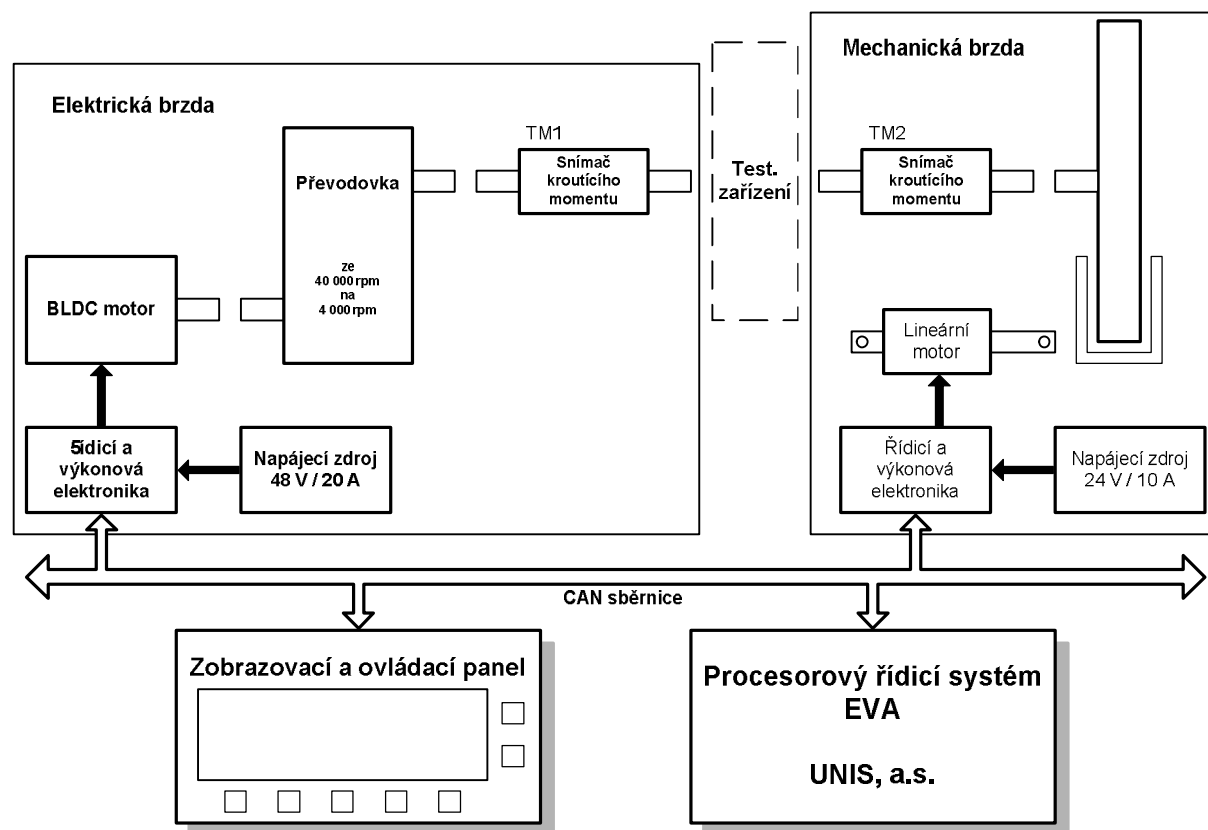 Elektrická brzda
Mechanická brzda
TM1
Snímač
kroutícího
momentu
Převodovka
ze
40 000 rpm
na
4 000 rpm
BLDC motor
5ídicí a
výkonová
elektronika
Napájecí zdroj
48 V / 20 A
Test.
zařízení
TM2
Snímač
kroutícího
momentu
Lineární
motor
Řídicí a
výkonová
elektronika
Napájecí zdroj
24 V / 10 A
CAN sběrnice
Zobrazovací a ovládací panel
Procesorový řídicí systém
EVA
UNIS, a.s.